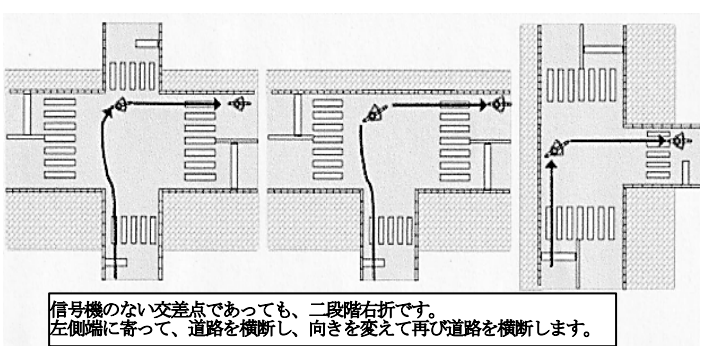 信号機のない交差点であっても、二段階右折です。
左側端に寄って、道路を横断し、向きを変えて再び道路を横断します。